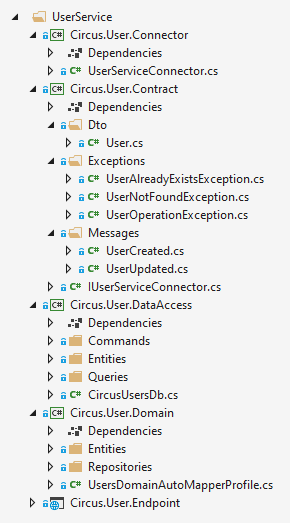 UserService
Circus.User.Connector
Dependencies
UserServiceConnector.cs
Circus.User.Contract
Dependencies
Dto
User.cs
Exceptions
UserAlreadyExistsException.cs
UserNotFoundException.cs
UserOperationException.cs
Messages
UserCreated.cs
UserUpdated.cs
IUserServiceConnector.cs
Circus.User.DataAccess
Dependencies
Commands
Entities
Queries
CircusUsersDb.cs
Circus.User.Domain
Dependencies
Entities
Repositories
UsersDomainAutoMapperProfile.cs
Circus.User.Endpoint